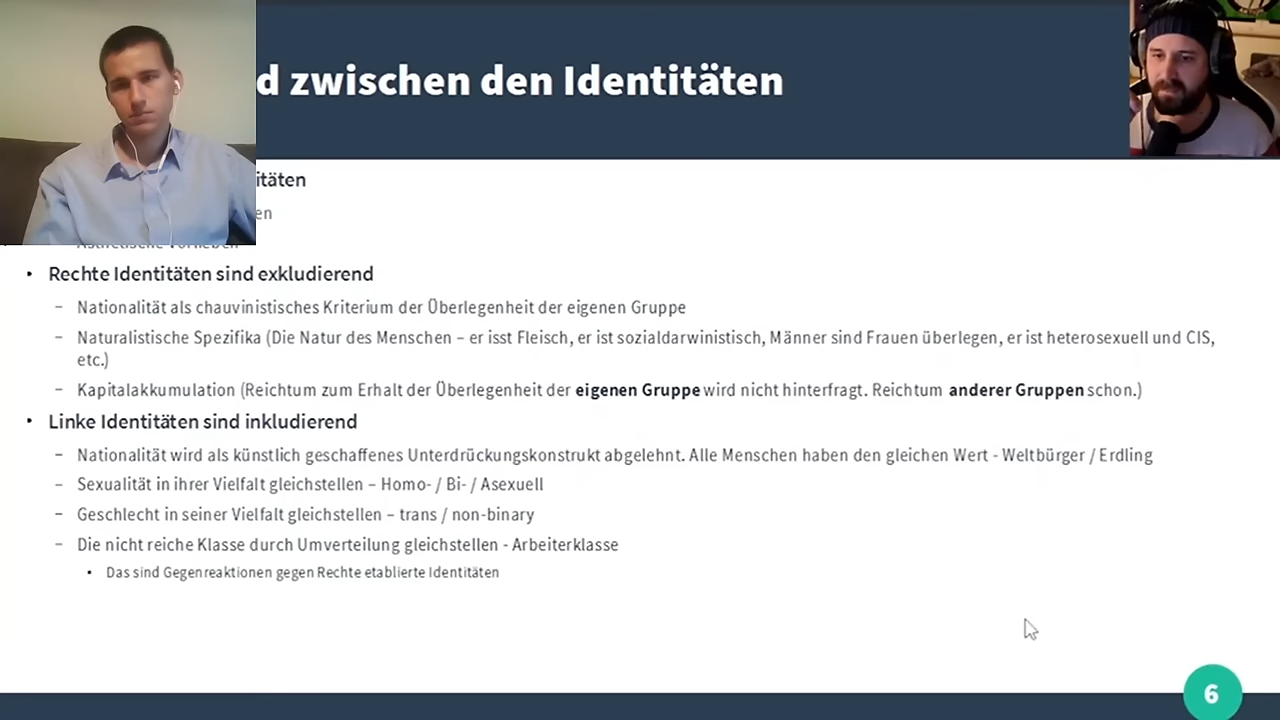 d zwischen den Identitäten
itäten
en
Ästhetische Vorlieben
• Rechte Identitäten sind exkludierend
– Nationalität als chauvinistisches Kriterium der Überlegenheit der eigenen Gruppe
– Naturalistische Spezifika (Die Natur des Menschen – er isst Fleisch, er ist sozialdarwinistisch, Männer sind Frauen überlegen, er ist heterosexuell und CIS,
etc.)
– Kapitalakkumulation (Reichtum zum Erhalt der Überlegenheit der eigenen Gruppe wird nicht hinterfragt. Reichtum anderer Gruppen schon.)
• Linke Identitäten sind inkludierend
– Nationalität wird als künstlich geschaffenes Unterdrückungskonstrukt abgelehnt. Alle Menschen haben den gleichen Wert - Weltbürger / Erdling
– Sexualität in ihrer Vielfalt gleichstellen – Homo- / Bi- / Asexuell
– Geschlecht in seiner Vielfalt gleichstellen – trans / non-binary
– Die nicht reiche Klasse durch Umverteilung gleichstellen - Arbeiterklasse
• Das sind Gegenreaktionen gegen Rechte etablierte Identitäten
6